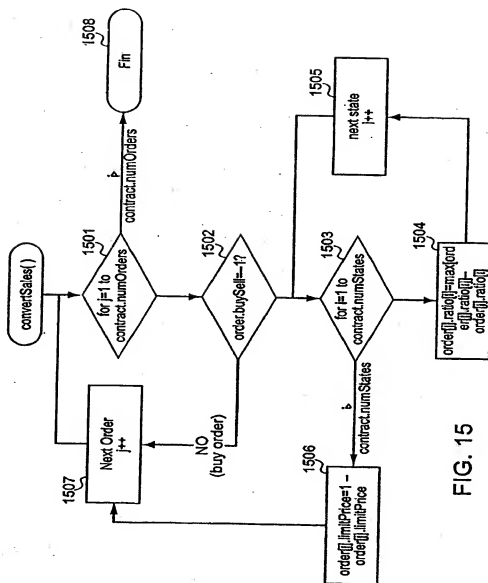 convertSales( )
1501
for j=1 to
contract.numOrders
contract.numOrders
1508
Fin
1507
Next Order
j++
1502
order.buySell=–1?
NO
(buy order)
1503
for i=1 to
contract.numStates
contract.numStates
1505
next state
j++
1506
order[j].limitPrice=1 –
order[j].limitPrice
1504
order[j].ratio[i]=max[ord
er[j].ratio[i]–
order[j].ratio[i]
FIG. 15